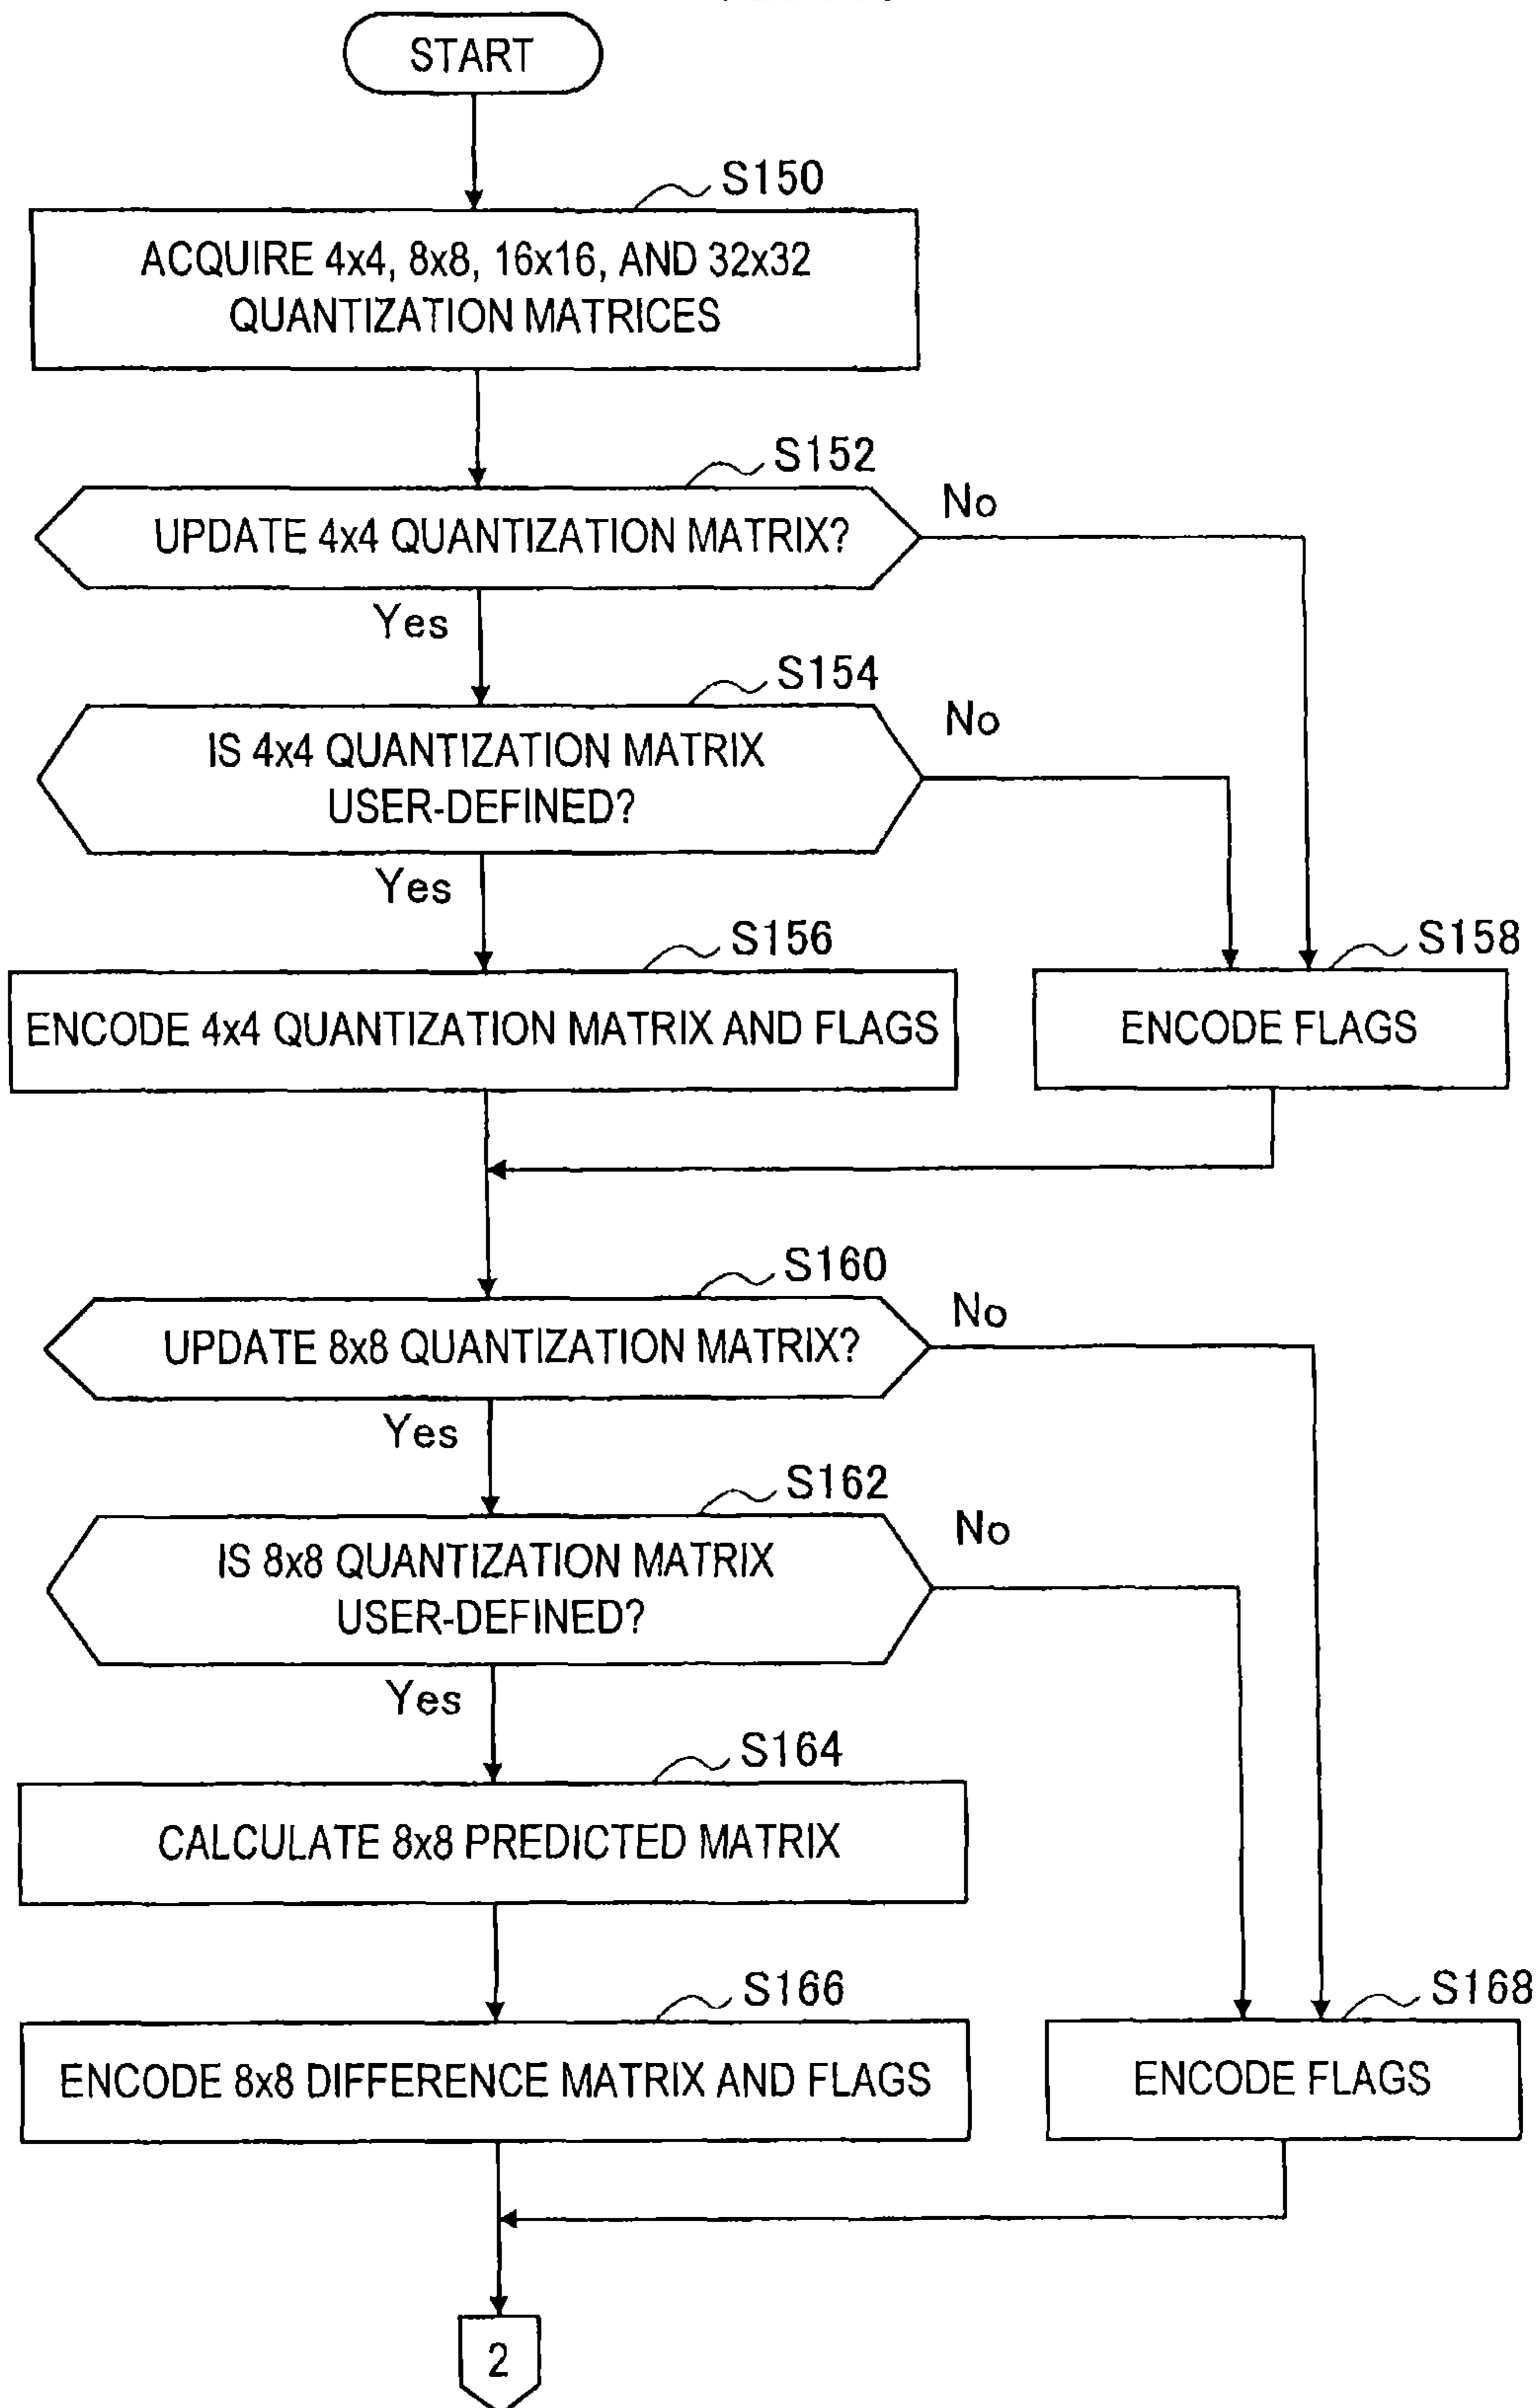 START
S150
ACQUIRE 4x4, 8x8, 16x16, AND 32x32
QUANTIZATION MATRICES
S152
UPDATE 4x4 QUANTIZATION MATRIX?
No
Yes
S154
IS 4x4 QUANTIZATION MATRIX
USER-DEFINED?
No
Yes
S156
ENCODE 4x4 QUANTIZATION MATRIX AND FLAGS
S158
ENCODE FLAGS
S160
UPDATE 8x8 QUANTIZATION MATRIX?
No
Yes
S162
IS 8x8 QUANTIZATION MATRIX
USER-DEFINED?
No
Yes
S164
CALCULATE 8x8 PREDICTED MATRIX
S166
ENCODE 8x8 DIFFERENCE MATRIX AND FLAGS
S168
ENCODE FLAGS
2